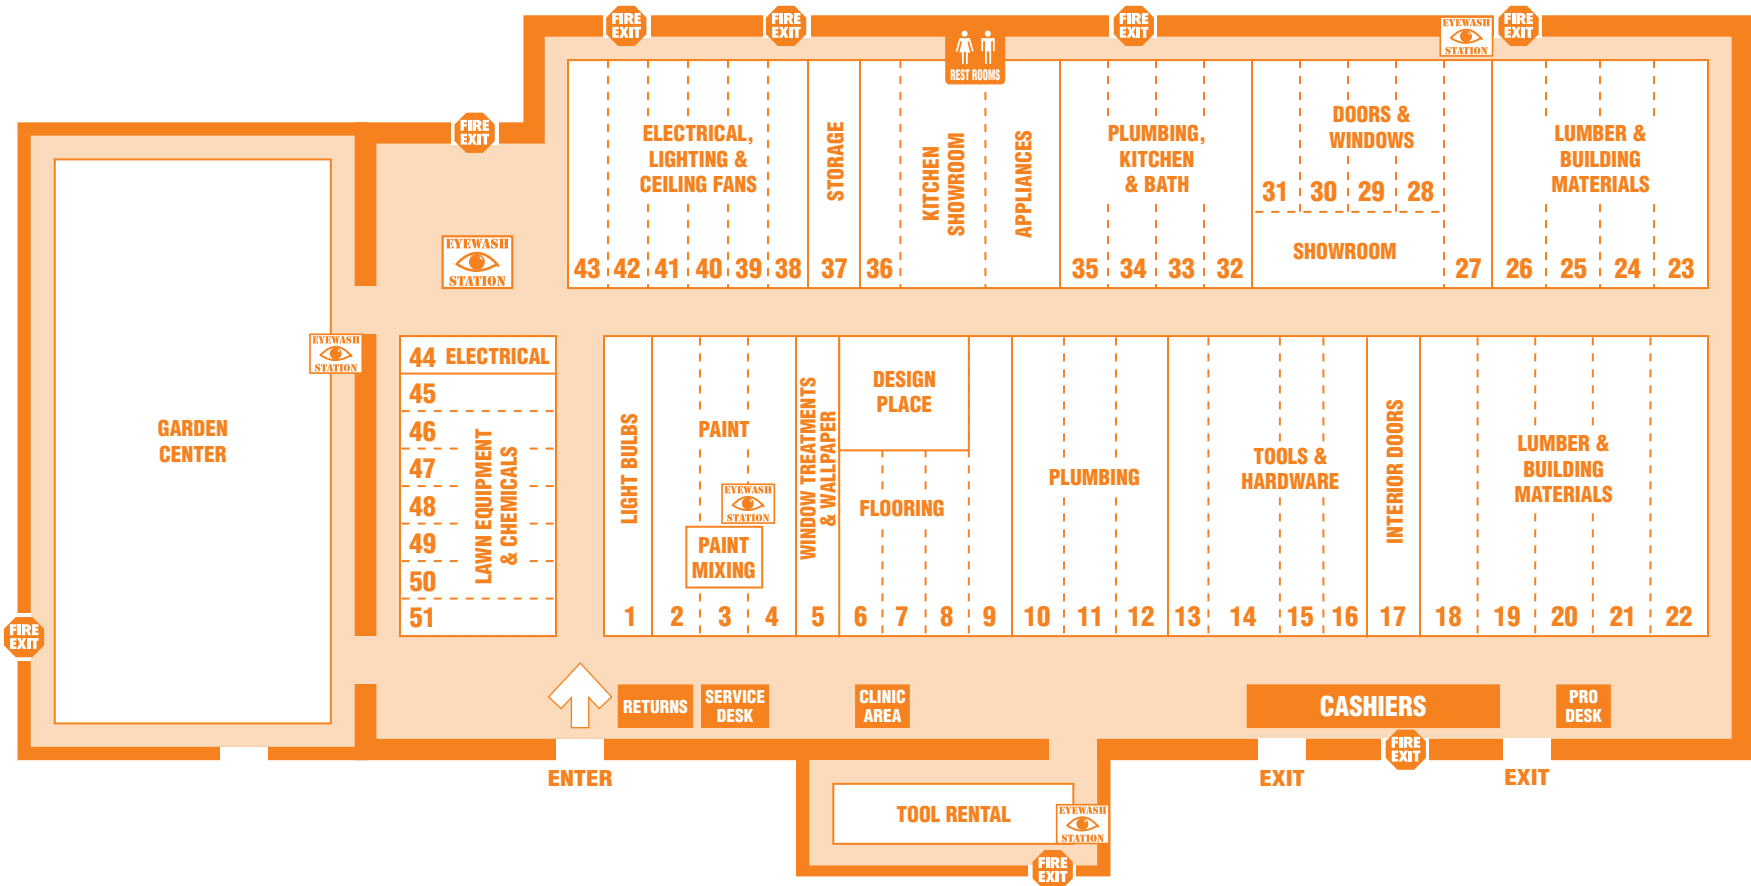 FIRE
EXIT
FIRE
EXIT
FIRE
EXIT
EYEWASH
STATION
FIRE
EXIT
REST ROOMS
FIRE
EXIT
ELECTRICAL,
LIGHTING &
CEILING FANS
STORAGE
KITCHEN
SHOWROOM
APPLIANCES
PLUMBING,
KITCHEN
& BATH
DOORS &
WINDOWS
31 30 29 28
SHOWROOM
LUMBER &
BUILDING
MATERIALS
EYEWASH
STATION
43 42 41 40 39 38 37 36 35 34 33 32 27 26 25 24 23
EYEWASH
STATION
GARDEN
CENTER
44 ELECTRICAL
45
46
47
48
49
50
51
LAWN EQUIPMENT
& CHEMICALS
LIGHT BULBS
PAINT
EYEWASH
STATION
PAINT
MIXING
WINDOW TREATMENTS
& WALLPAPER
DESIGN
PLACE
FLOORING
PLUMBING
TOOLS &
HARDWARE
INTERIOR DOORS
LUMBER &
BUILDING
MATERIALS
1 2 3 4 5 6 7 8 9 10 11 12 13 14 15 16 17 18 19 20 21 22
FIRE
EXIT
RETURNS
SERVICE
DESK
CLINIC
AREA
CASHIERS
PRO
DESK
FIRE
EXIT
ENTER
EXIT
EXIT
TOOL RENTAL
EYEWASH
STATION
FIRE
EXIT